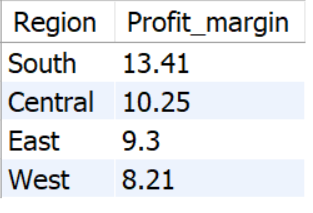 Region Profit_margin
South 13.41
Central 10.25
East 9.3
West 8.21